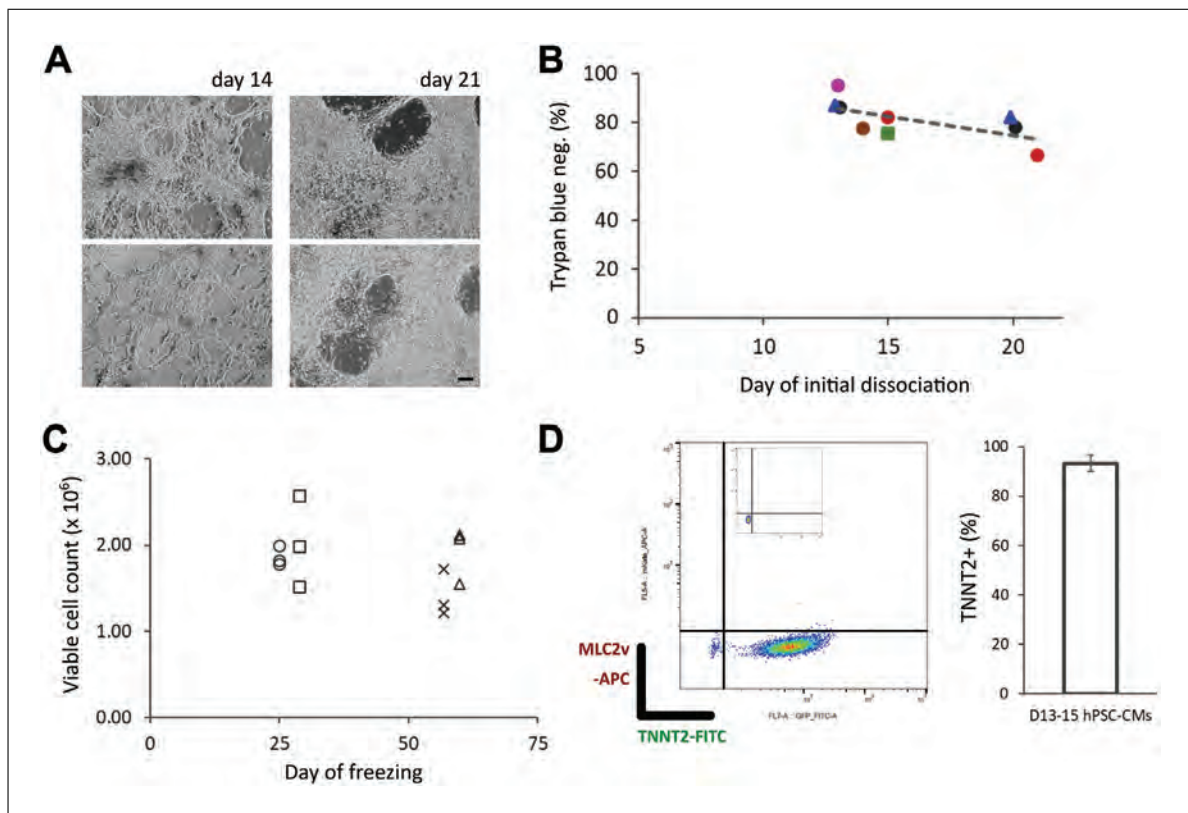 A
day 14
day 21
B
Trypan blue neg. (%)
100
80
60
40
20
0
5
10
15
20
Day of initial dissociation
C
Viable cell count (x 10⁶)
3.00
2.00
1.00
0.00
0
25
50
75
Day of freezing
D
MLC2v
-APC
TNNT2-FITC
FL2-A :: GFP_FITC-A
TNNT2+ (%)
100
80
60
40
20
0
D13-15 hPSC-CMs